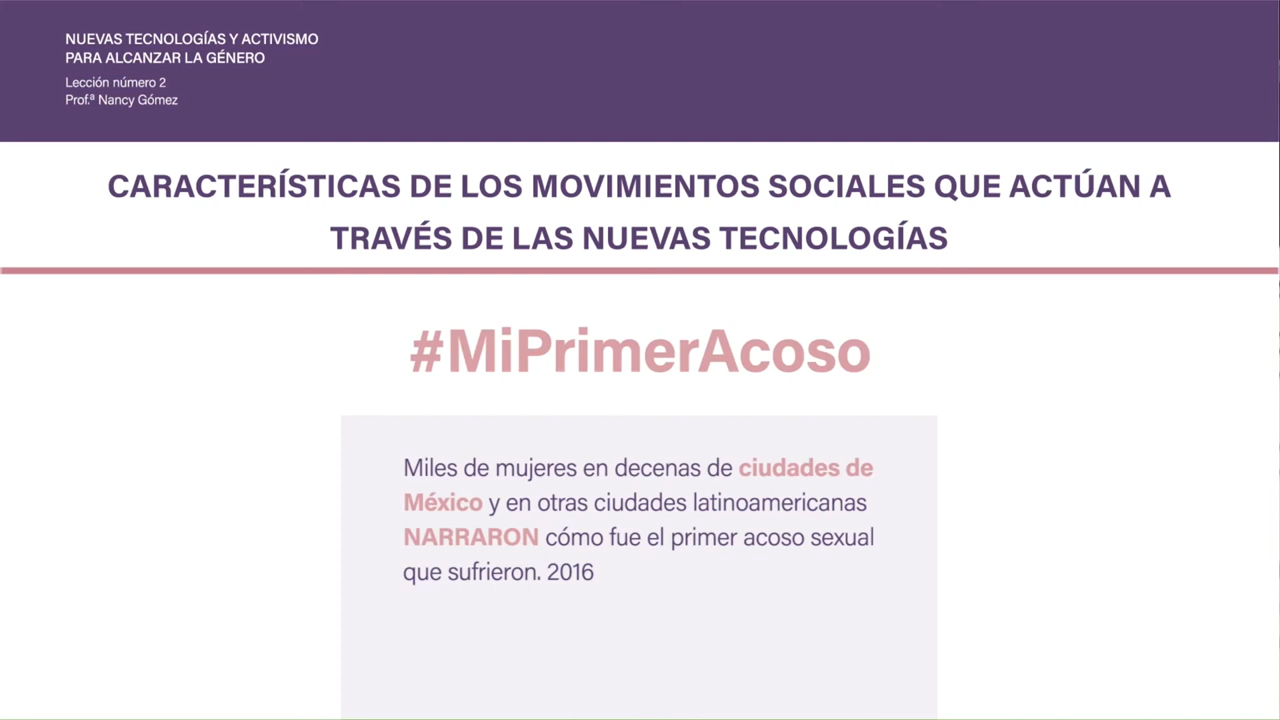 NUEVAS TECNOLOGÍAS Y ACTIVISMO
PARA ALCANZAR LA GÉNERO
Lección número 2
Prof.ª Nancy Gómez
CARACTERÍSTICAS DE LOS MOVIMIENTOS SOCIALES QUE ACTÚAN A
TRAVÉS DE LAS NUEVAS TECNOLOGÍAS
#MiPrimerAcoso
Miles de mujeres en decenas de ciudades de
México y en otras ciudades latinoamericanas
NARRARON cómo fue el primer acoso sexual
que sufrieron. 2016